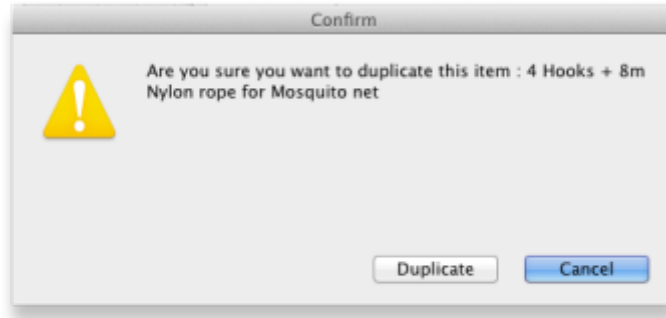 Confirm
Are you sure you want to duplicate this item : 4 Hooks + 8m
Nylon rope for Mosquito net
Duplicate
Cancel